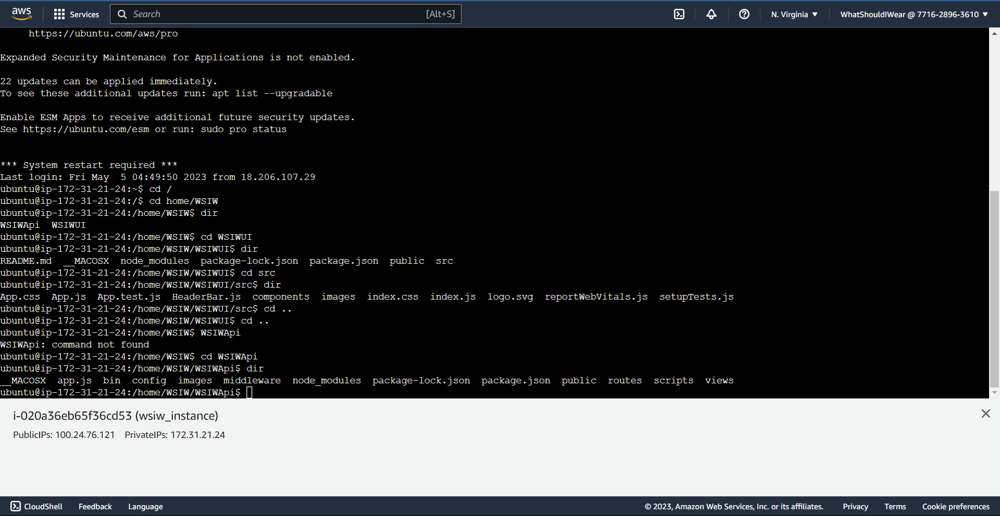 aws Services Search [Alt+S] N. Virginia WhatShouldIWear @ 7716-2896-3610
https://ubuntu.com/aws/pro
Expanded Security Maintenance for Applications is not enabled.
22 updates can be applied immediately.
To see these additional updates run: apt list --upgradable
Enable ESM Apps to receive additional future security updates.
See https://ubuntu.com/esm or run: sudo pro status
*** System restart required ***
Last login: Fri May  5 04:49:50 2023 from 18.206.107.29
ubuntu@ip-172-31-21-24:~$ cd /
ubuntu@ip-172-31-21-24:/$ cd home/WSIW
ubuntu@ip-172-31-21-24:/home/WSIW$ dir
WSIWApi  WSIWUI
ubuntu@ip-172-31-21-24:/home/WSIW$ cd WSIWUI
ubuntu@ip-172-31-21-24:/home/WSIW/WSIWUI$ dir
README.md  __MACOSX  node_modules  package-lock.json  package.json  public  src
ubuntu@ip-172-31-21-24:/home/WSIW/WSIWUI$ cd src
ubuntu@ip-172-31-21-24:/home/WSIW/WSIWUI/src$ dir
App.css  App.js  App.test.js  HeaderBar.js  components  images  index.css  index.js  logo.svg  reportWebVitals.js  setupTests.js
ubuntu@ip-172-31-21-24:/home/WSIW/WSIWUI/src$ cd ..
ubuntu@ip-172-31-21-24:/home/WSIW/WSIWUI$ cd ..
ubuntu@ip-172-31-21-24:/home/WSIW$ WSIWApi
WSIWApi: command not found
ubuntu@ip-172-31-21-24:/home/WSIW$ cd WSIWApi
ubuntu@ip-172-31-21-24:/home/WSIW/WSIWApi$ dir
__MACOSX  app.js  bin  config  images  middleware  node_modules  package-lock.json  package.json  public  routes  scripts  views
ubuntu@ip-172-31-21-24:/home/WSIW/WSIWApi$
i-020a36eb65f36cd53 (wsiw_instance)
PublicIPs: 100.24.76.121 PrivateIPs: 172.31.21.24
CloudShell Feedback Language © 2023, Amazon Web Services, Inc. or its affiliates. Privacy Terms Cookie preferences